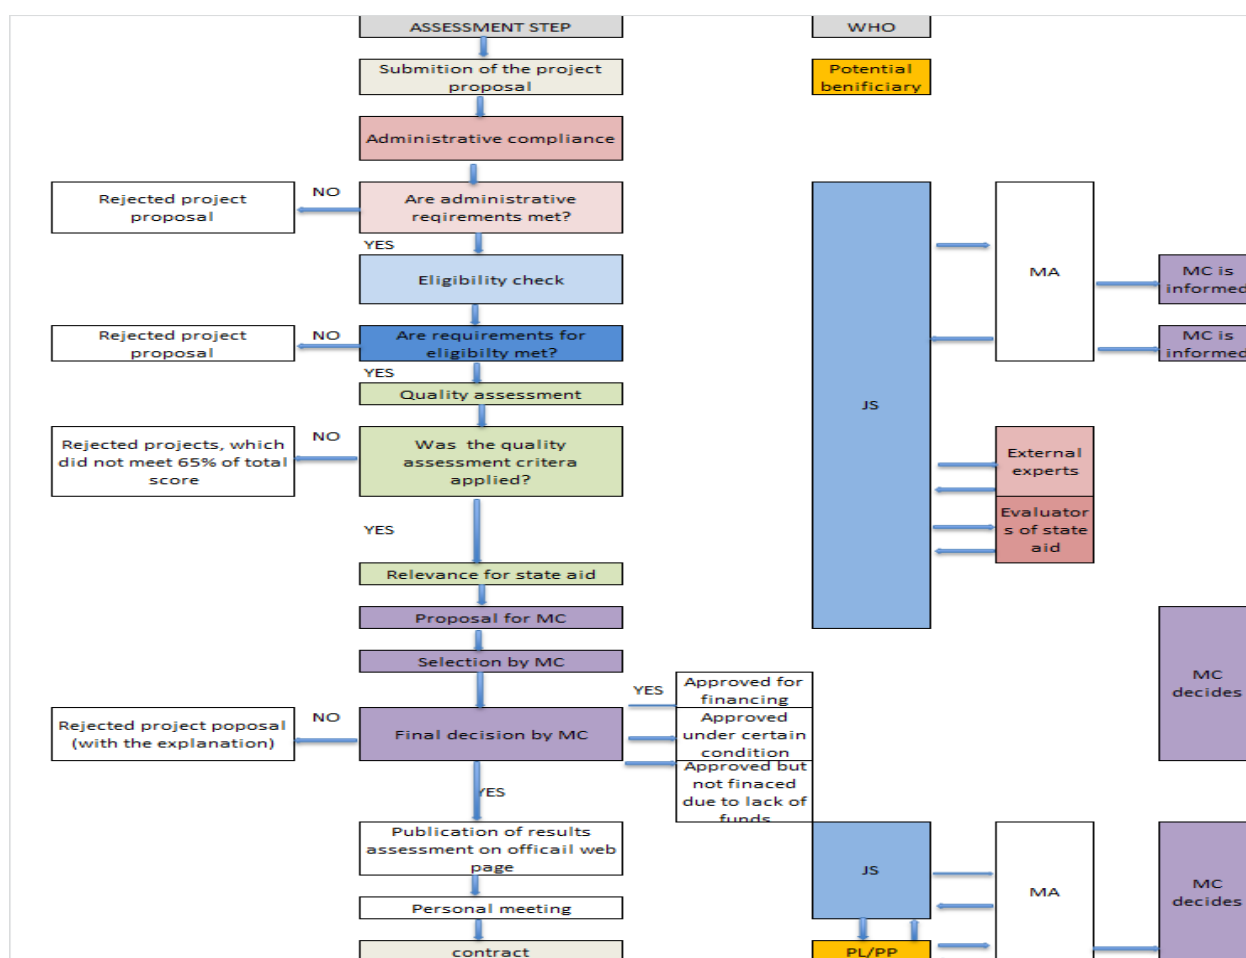 ASSESSMENT STEP
WHO
Submition of the project
proposal
Potential
benificiary
Administrative compliance
Rejected project
proposal
NO
Are administrative
reqirements met?
YES
Eligibility check
MA
MC is
informed
Rejected project
proposal
NO
Are requirements for
eligibilty met?
MC is
informed
YES
Quality assessment
JS
Rejected projects, which
did not meet 65% of total
score
NO
Was the quality
assessment critera
applied?
External
experts
Evaluator
s of state
aid
YES
Relevance for state aid
Proposal for MC
Selection by MC
MC
decides
YES
Approved for
financing
Rejected project poposal
(with the explanation)
NO
Final decision by MC
Approved
under certain
condition
Approved but
not finaced
due to lack of
funds
YES
Publication of results
assessment on officail web
page
JS
MA
MC
decides
Personal meeting
contract
PL/PP